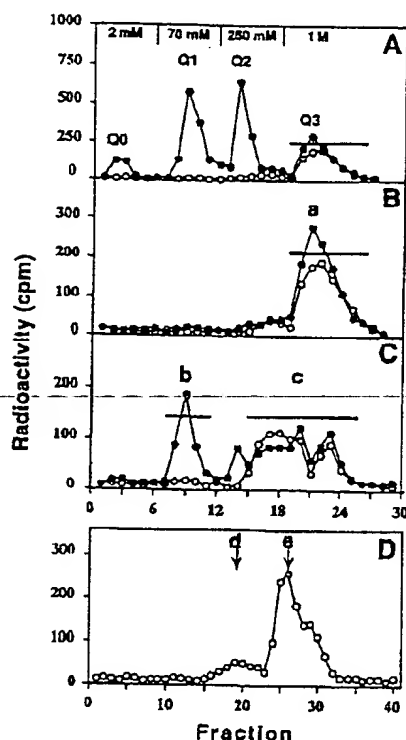 2 mM 70 mM 250 mM 1 M
A
1000
750
500
250
0
Q0
Q1
Q2
Q3
B
300
200
100
0
a
C
200
100
0
b
c
0 6 12 18 24 30
D
300
200
100
0
d
e
0 10 20 30 40
Radioactivity (cpm)
Fraction